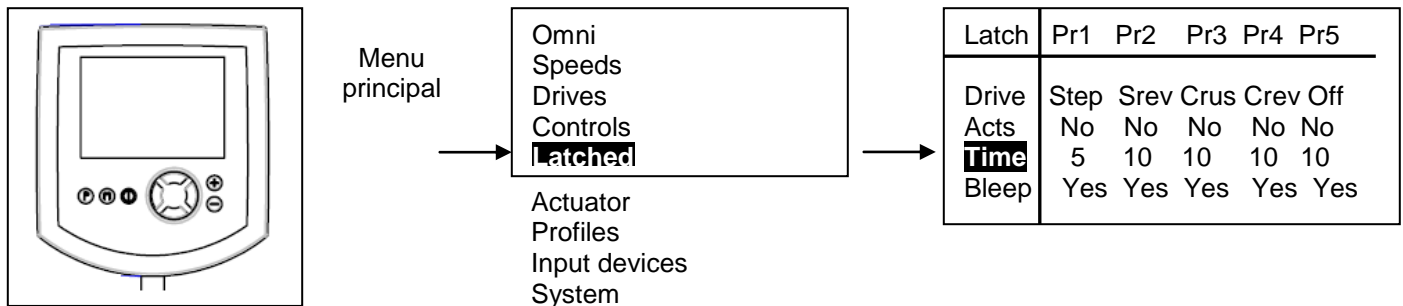 Menu
principal
Omni
Speeds
Drives
Controls
Latched
Actuator
Profiles
Input devices
System
Latch Pr1 Pr2 Pr3 Pr4 Pr5
Drive Step Srev Crus Crev Off
Acts No No No No No
Time 5 10 10 10 10
Bleep Yes Yes Yes Yes Yes